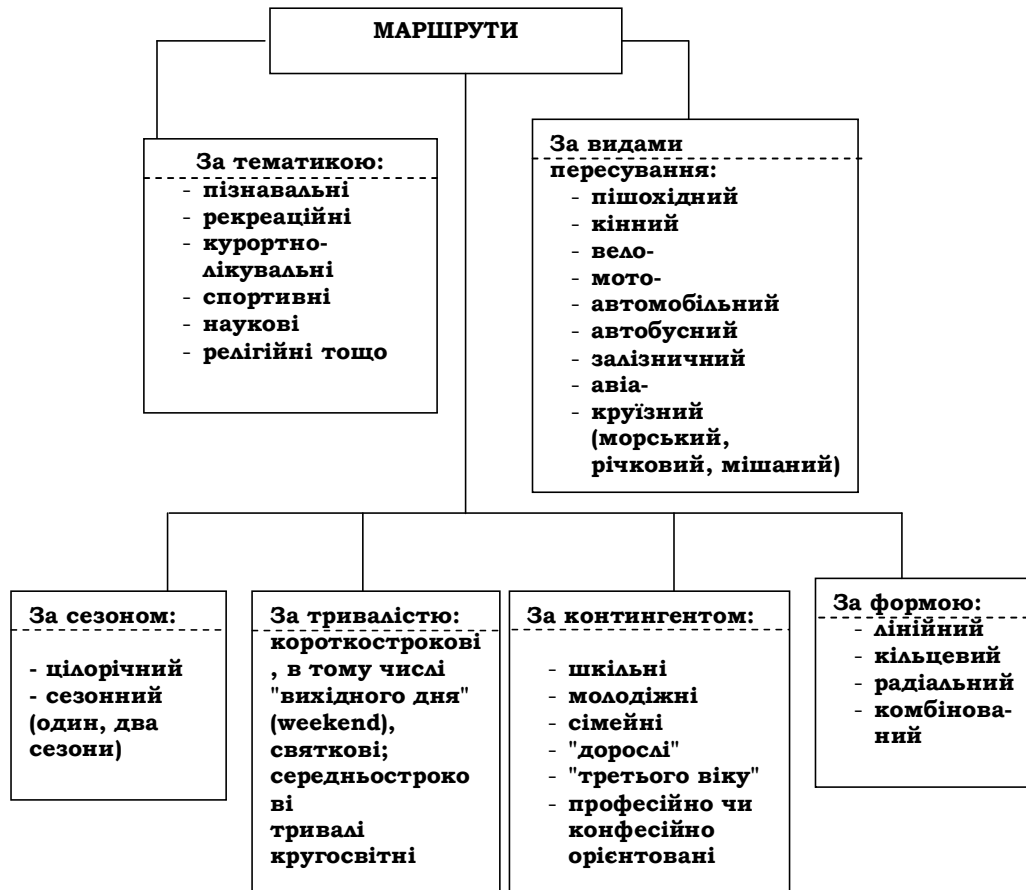 МАРШРУТИ
За тематикою:
- пізнавальні
- рекреаційні
- курортно-
лікувальні
- спортивні
- наукові
- релігійні тощо
За видами
пересування:
- пішохідний
- кінний
- вело-
- мото-
- автомобільний
- автобусний
- залізничний
- авіа-
- круїзний
(морський,
річковий, мішаний)
За сезоном:
- цілорічний
- сезонний
(один, два
сезони)
За тривалістю:
короткострокові
, в тому числі
"вихідного дня"
(weekend),
святкові;
середньостроко
ві
тривалі
кругосвітні
За контингентом:
- шкільні
- молодіжні
- сімейні
- "дорослі"
- "третього віку"
- професійно чи
конфесійно
орієнтовані
За формою:
- лінійний
- кільцевий
- радіальний
- комбінова-
ний